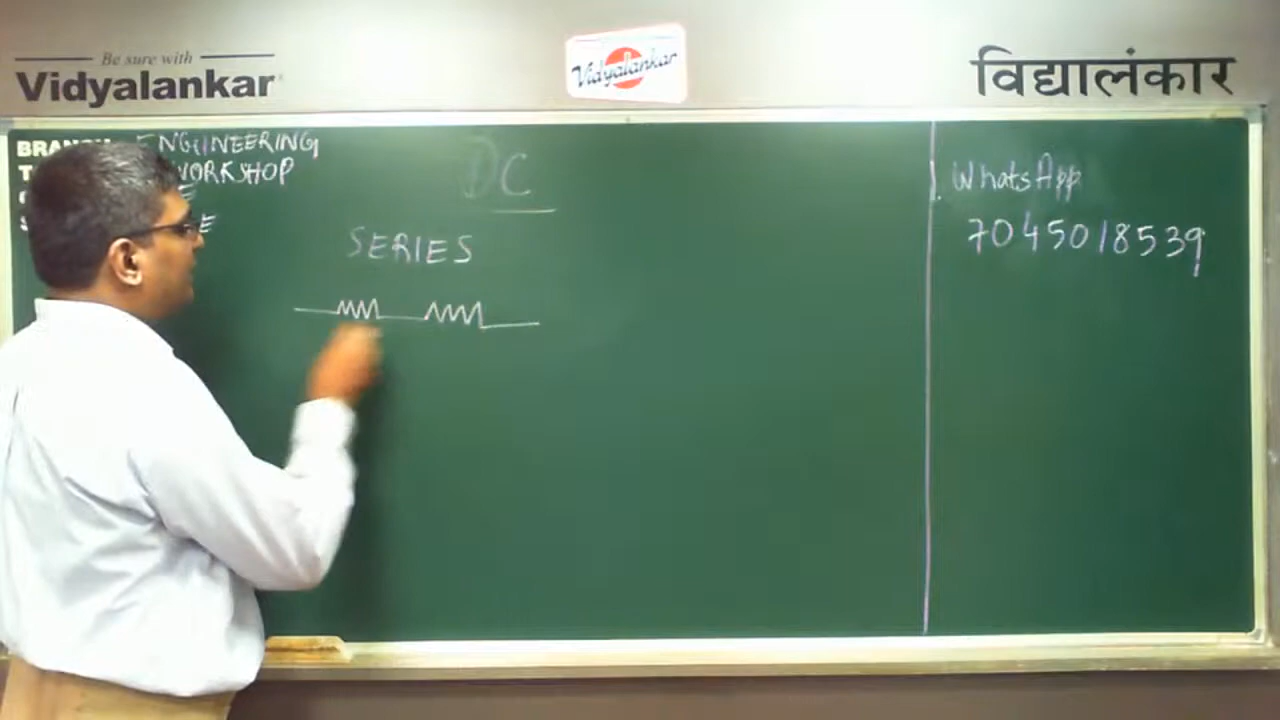 Be sure with
Vidyalankar
Vidyalankar
विद्यालंकार
ENGINEERING
WORKSHOP
DC
SERIES
WhatsApp
7045018539